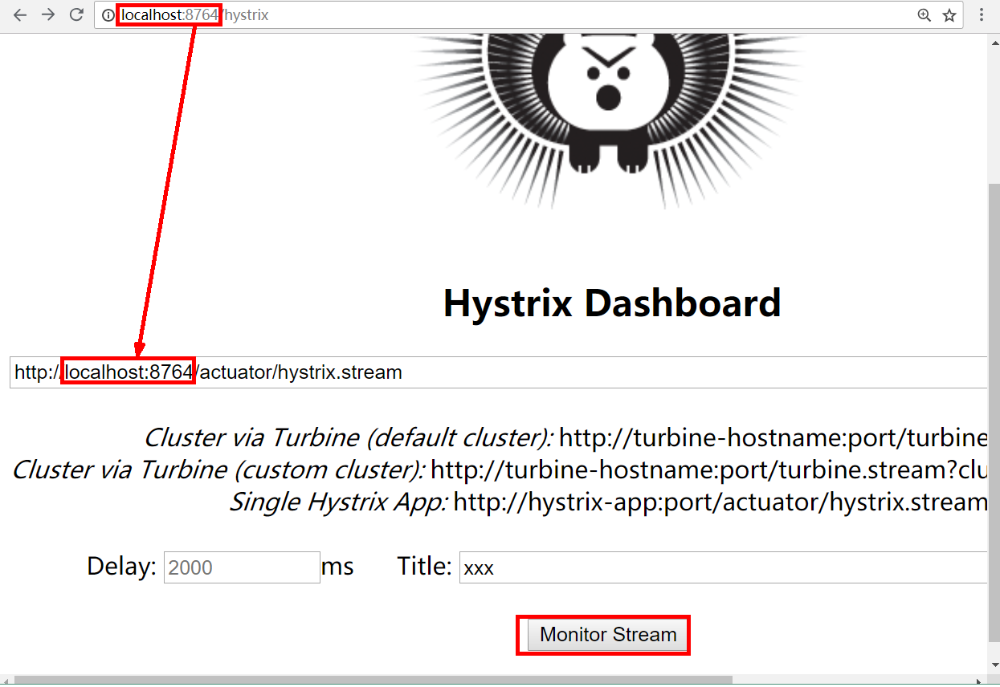 localhost:8764/hystrix
Hystrix Dashboard
http://localhost:8764/actuator/hystrix.stream
Cluster via Turbine (default cluster): http://turbine-hostname:port/turbine
Cluster via Turbine (custom cluster): http://turbine-hostname:port/turbine.stream?clu
Single Hystrix App: http://hystrix-app:port/actuator/hystrix.stream
Delay: 2000 ms Title: xxx
Monitor Stream